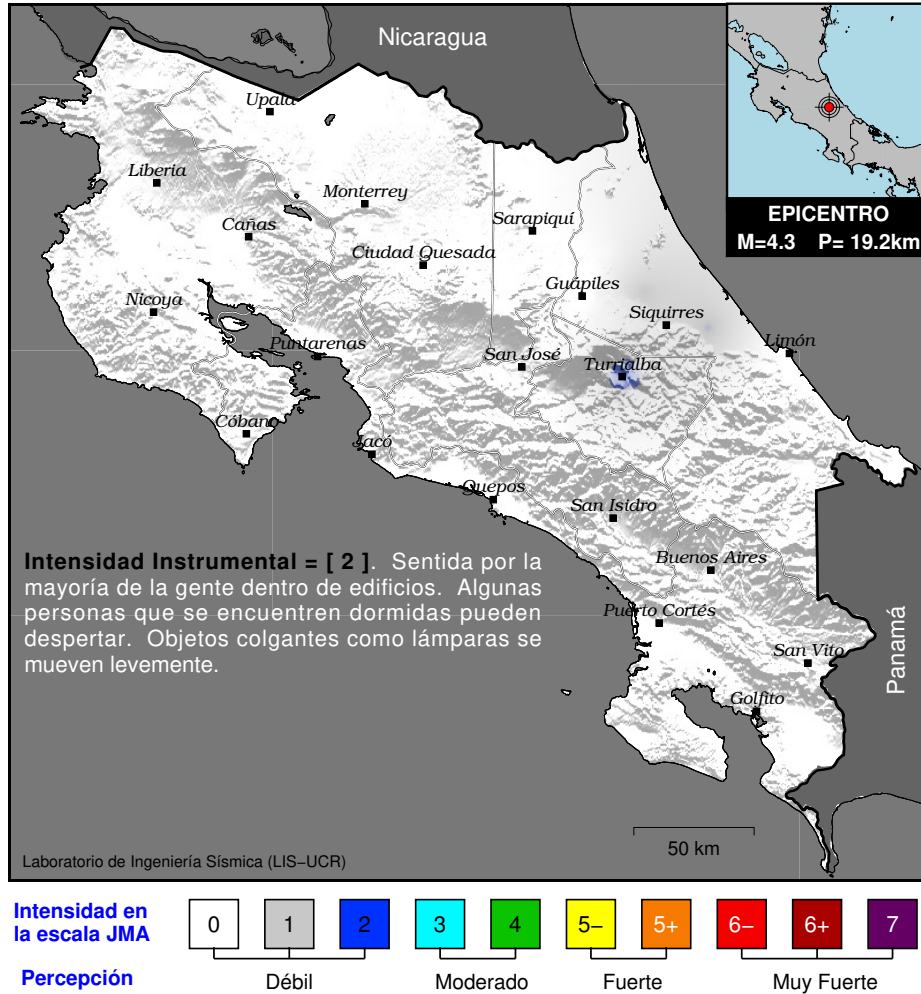 Nicaragua
EPICENTRO
M=4.3 P= 19.2km
Upala
Liberia
Monterrey
Cañas
Sarapiquí
Ciudad Quesada
Guápiles
Nicoya
Siquirres
Puntarenas
San José
Limón
Turrialba
Cóbano
Jacó
Quepos
San Isidro
Intensidad Instrumental = [ 2 ]. Sentida por la
mayoría de la gente dentro de edificios. Algunas
personas que se encuentren dormidas pueden
despertar. Objetos colgantes como lámparas se
mueven levemente.
Buenos Aires
Puerto Cortés
San Vito
Panamá
Golfito
50 km
Laboratorio de Ingeniería Sísmica (LIS−UCR)
Intensidad en
la escala JMA
0 1 2 3 4 5− 5+ 6− 6+ 7
Percepción
Débil Moderado Fuerte Muy Fuerte